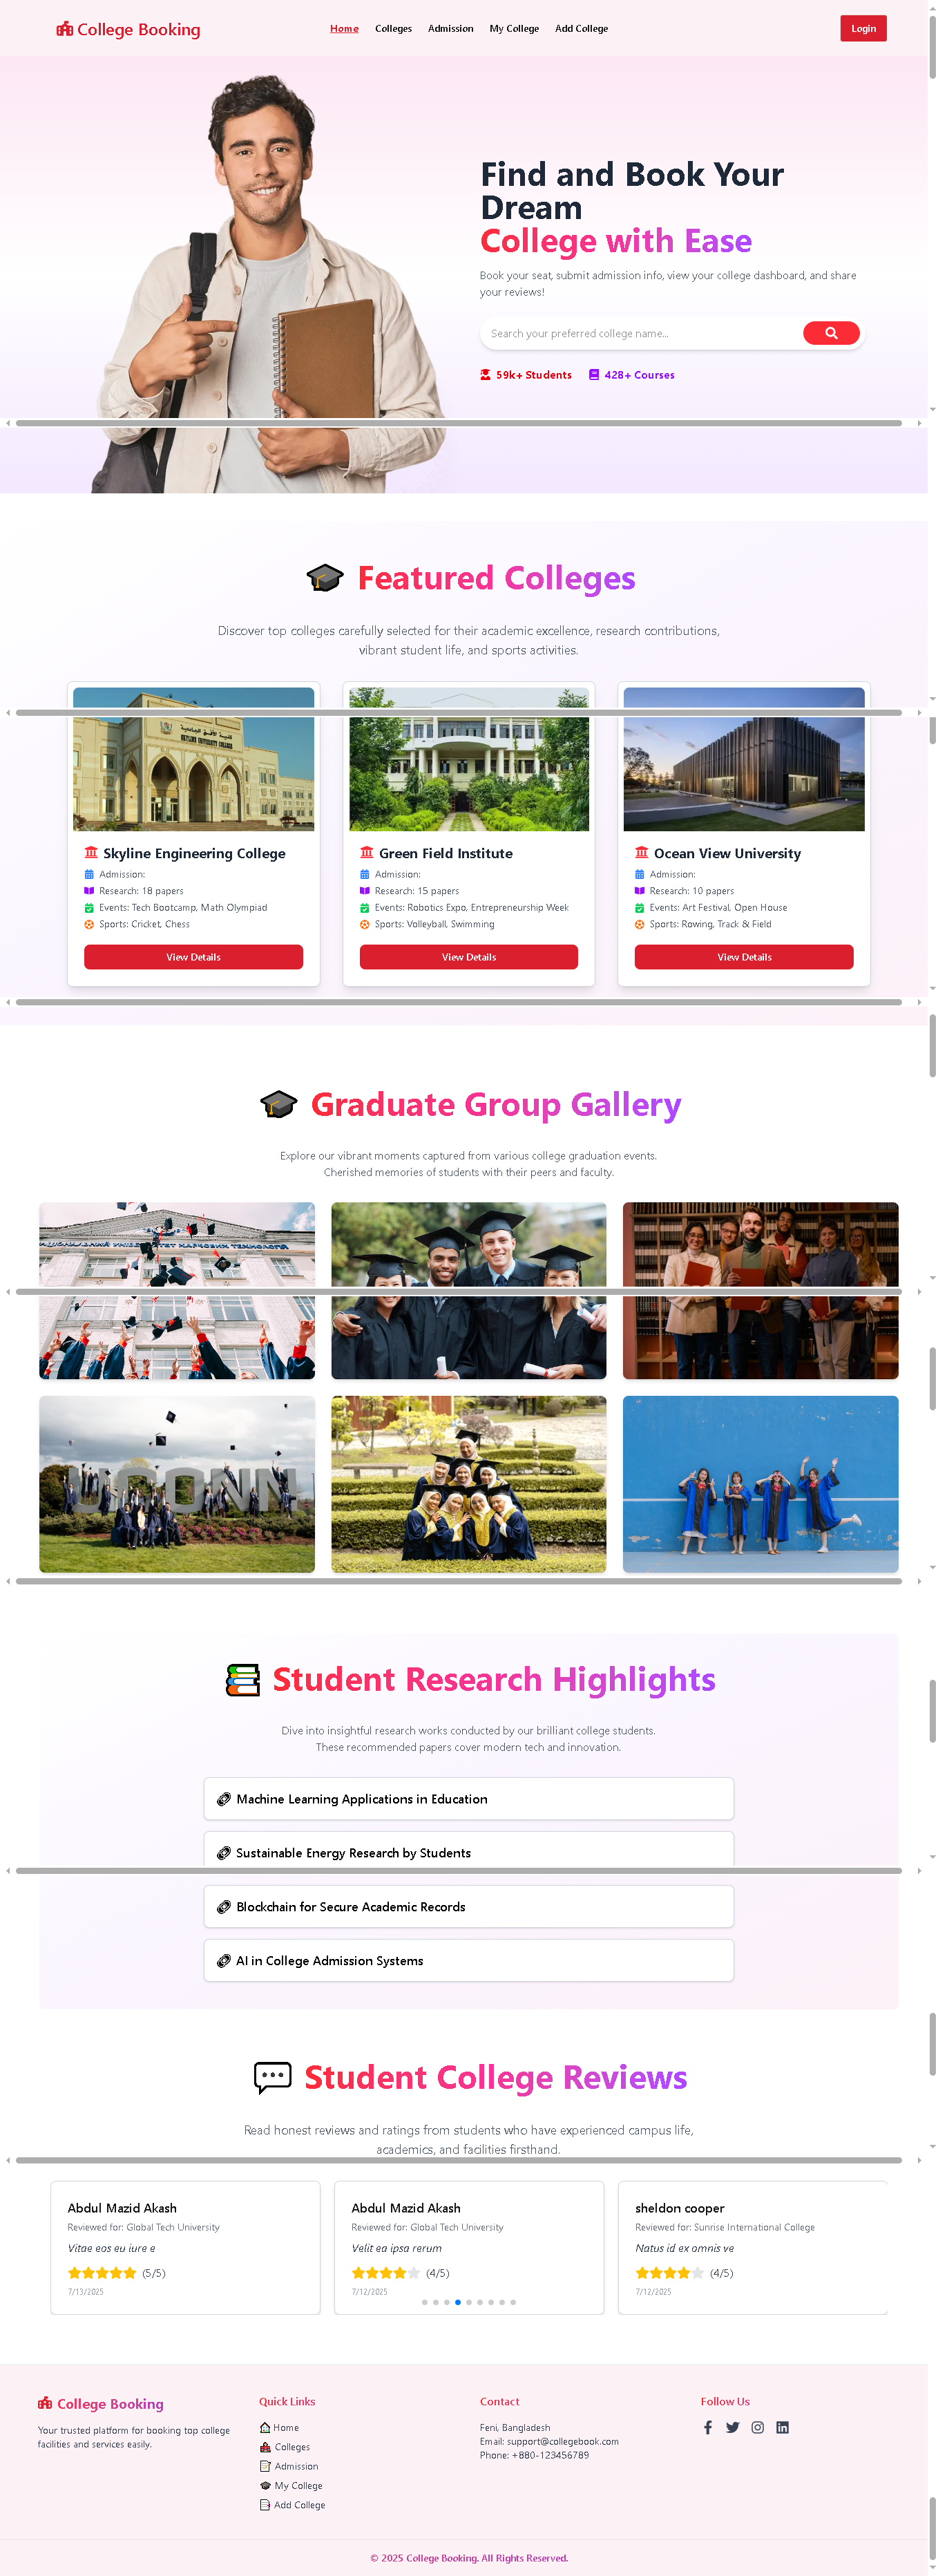 College Booking
Home
Colleges
Admission
My College
Add College
Login
Find and Book Your
Dream
College with Ease
Book your seat, submit admission info, view your college dashboard, and share
your reviews!
Search your preferred college name...
59k+ Students
428+ Courses
Featured Colleges
Discover top colleges carefully selected for their academic excellence, research contributions,
vibrant student life, and sports activities.
SKYLINE UNIVERSITY COLLEGE
Skyline Engineering College
Admission:
Research: 18 papers
Events: Tech Bootcamp, Math Olympiad
Sports: Cricket, Chess
View Details
Green Field Institute
Admission:
Research: 15 papers
Events: Robotics Expo, Entrepreneurship Week
Sports: Volleyball, Swimming
View Details
Ocean View University
Admission:
Research: 10 papers
Events: Art Festival, Open House
Sports: Rowing, Track & Field
View Details
Graduate Group Gallery
Explore our vibrant moments captured from various college graduation events.
Cherished memories of students with their peers and faculty.
UCONN
Student Research Highlights
Dive into insightful research works conducted by our brilliant college students.
These recommended papers cover modern tech and innovation.
Machine Learning Applications in Education
Sustainable Energy Research by Students
Blockchain for Secure Academic Records
AI in College Admission Systems
Student College Reviews
Read honest reviews and ratings from students who have experienced campus life,
academics, and facilities firsthand.
Abdul Mazid Akash
Reviewed for: Global Tech University
Vitae eos eu iure e
(5/5)
7/13/2025
Abdul Mazid Akash
Reviewed for: Global Tech University
Velit ea ipsa rerum
(4/5)
7/12/2025
sheldon cooper
Reviewed for: Sunrise International College
Natus id ex omnis ve
(4/5)
7/12/2025
College Booking
Your trusted platform for booking top college
facilities and services easily.
Quick Links
Home
Colleges
Admission
My College
Add College
Contact
Feni, Bangladesh
Email: support@collegebook.com
Phone: +880-123456789
Follow Us
© 2025 College Booking. All Rights Reserved.